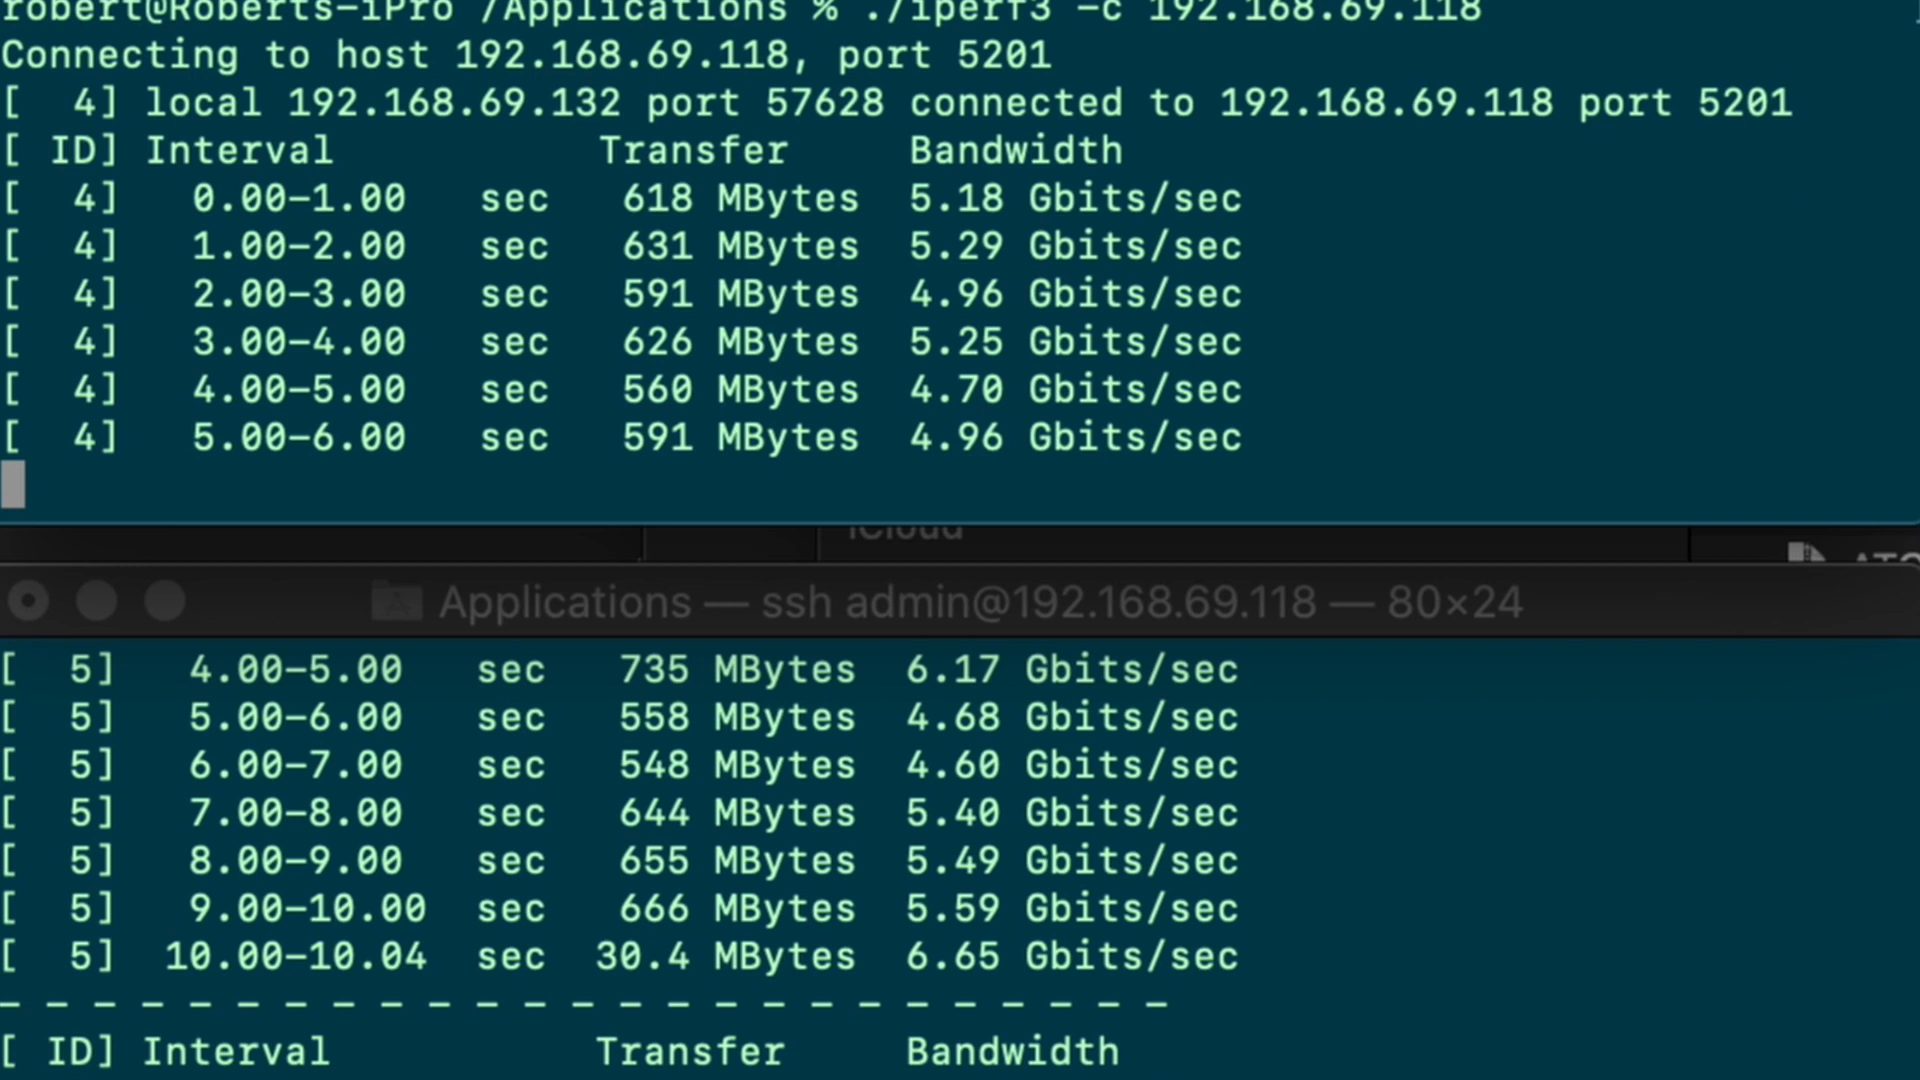 robert@Roberts-iPro /Applications % ./iperf3 -c 192.168.69.118
Connecting to host 192.168.69.118, port 5201
[  4] local 192.168.69.132 port 57628 connected to 192.168.69.118 port 5201
[ ID] Interval           Transfer     Bandwidth
[  4]   0.00-1.00   sec   618 MBytes  5.18 Gbits/sec
[  4]   1.00-2.00   sec   631 MBytes  5.29 Gbits/sec
[  4]   2.00-3.00   sec   591 MBytes  4.96 Gbits/sec
[  4]   3.00-4.00   sec   626 MBytes  5.25 Gbits/sec
[  4]   4.00-5.00   sec   560 MBytes  4.70 Gbits/sec
[  4]   5.00-6.00   sec   591 MBytes  4.96 Gbits/sec
iCloud
Applications — ssh admin@192.168.69.118 — 80×24
[  5]   4.00-5.00   sec   735 MBytes  6.17 Gbits/sec
[  5]   5.00-6.00   sec   558 MBytes  4.68 Gbits/sec
[  5]   6.00-7.00   sec   548 MBytes  4.60 Gbits/sec
[  5]   7.00-8.00   sec   644 MBytes  5.40 Gbits/sec
[  5]   8.00-9.00   sec   655 MBytes  5.49 Gbits/sec
[  5]   9.00-10.00  sec   666 MBytes  5.59 Gbits/sec
[  5]  10.00-10.04  sec  30.4 MBytes  6.65 Gbits/sec
- - - - - - - - - - - - - - - - - - - - - - - - -
[ ID] Interval           Transfer     Bandwidth